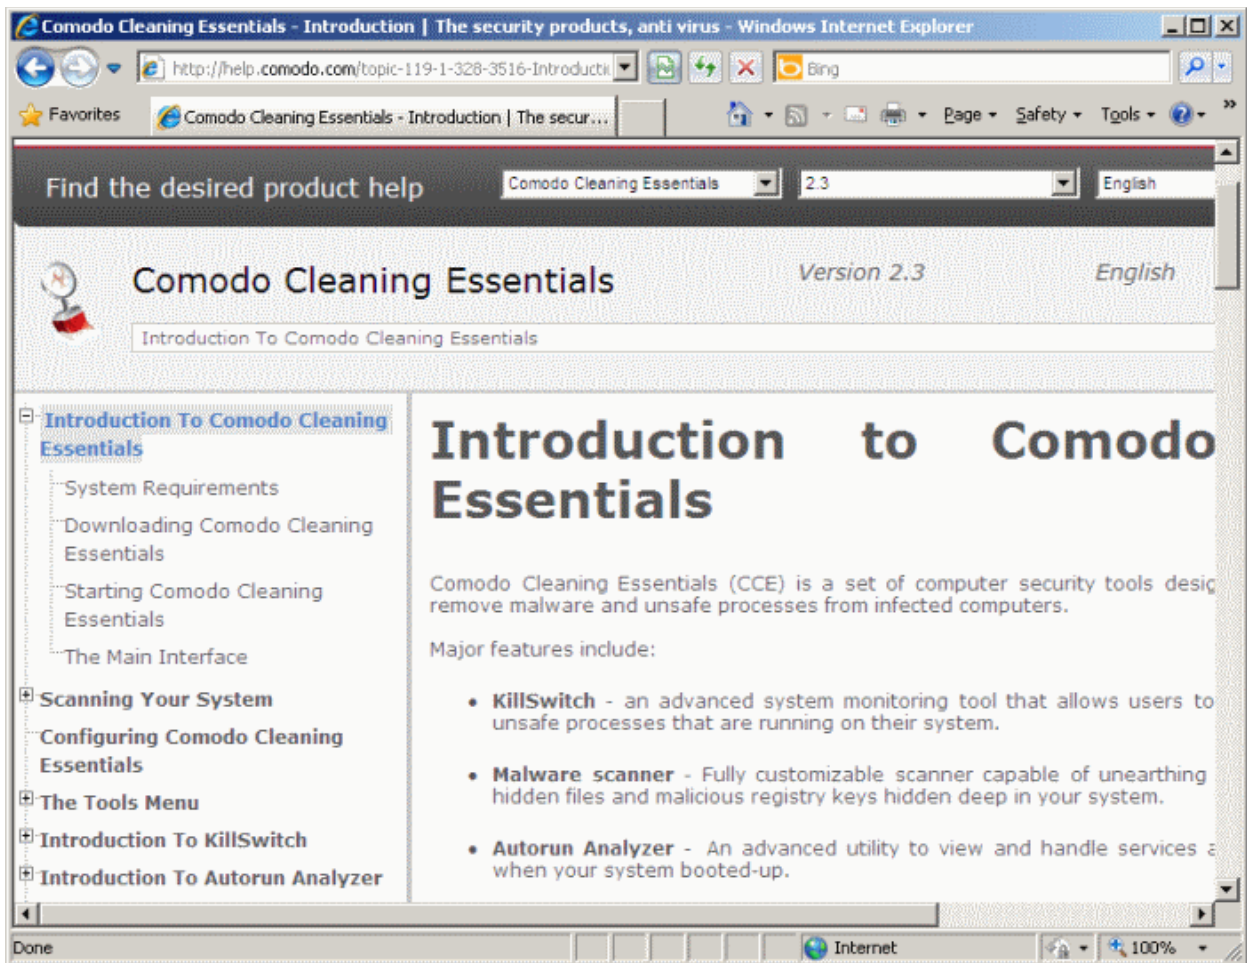 Comodo Cleaning Essentials - Introduction | The security products, anti virus - Windows Internet Explorer
http://help.comodo.com/topic-119-1-328-3516-Introducti
Bing
Favorites
Comodo Cleaning Essentials - Introduction | The secur...
Page
Safety
Tools
»
Find the desired product help
Comodo Cleaning Essentials
2.3
English
Comodo Cleaning Essentials
Version 2.3
English
Introduction To Comodo Cleaning Essentials
Introduction To Comodo Cleaning
Essentials
System Requirements
Downloading Comodo Cleaning
Essentials
Starting Comodo Cleaning
Essentials
The Main Interface
Scanning Your System
Configuring Comodo Cleaning
Essentials
The Tools Menu
Introduction To KillSwitch
Introduction To Autorun Analyzer
Introduction to Comodo
Essentials
Comodo Cleaning Essentials (CCE) is a set of computer security tools desig
remove malware and unsafe processes from infected computers.
Major features include:
• KillSwitch - an advanced system monitoring tool that allows users to
unsafe processes that are running on their system.
• Malware scanner - Fully customizable scanner capable of unearthing
hidden files and malicious registry keys hidden deep in your system.
• Autorun Analyzer - An advanced utility to view and handle services a
when your system booted-up.
Done
Internet
100%